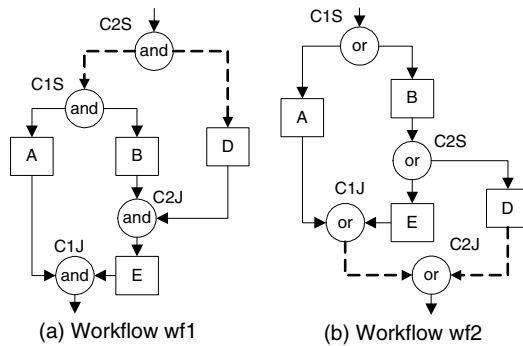 C2S
and
C1S
and
A
B
D
C2J
and
C1J
and
E
(a) Workflow wf1
C1S
or
B
A
C2S
or
C1J
D
or
E
C2J
or
(b) Workflow wf2